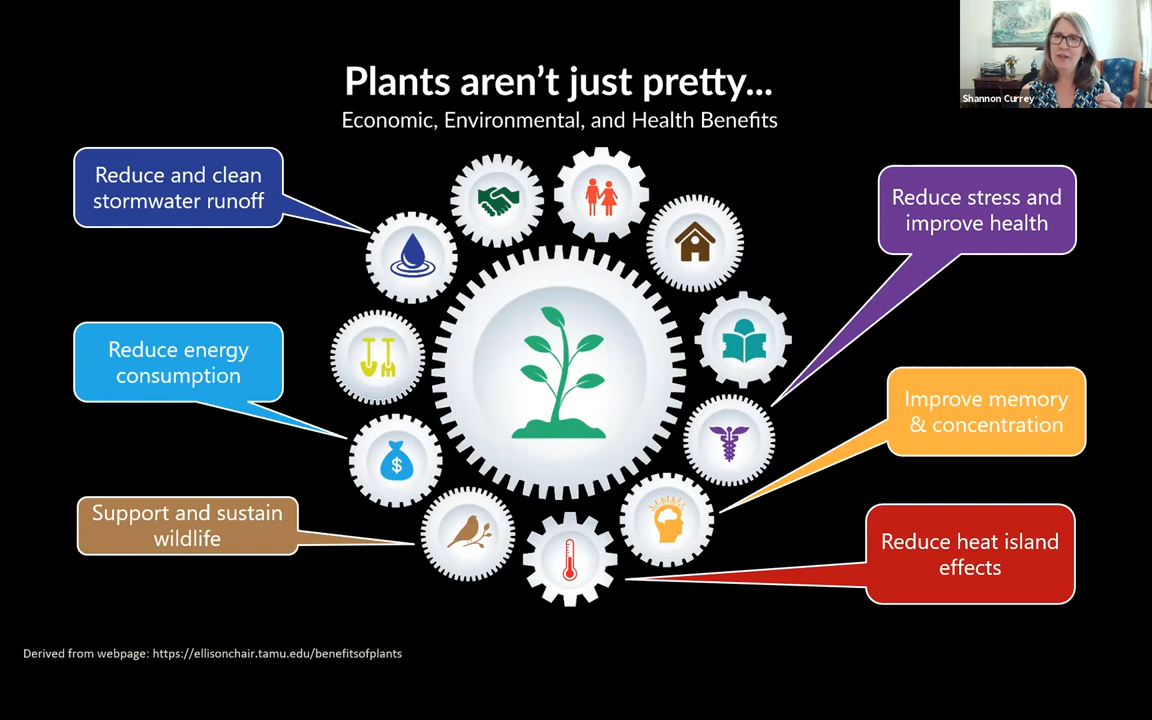 Plants aren't just pretty...
Economic, Environmental, and Health Benefits
Shannon Currey
Reduce and clean
stormwater runoff
Reduce energy
consumption
$
Support and sustain
wildlife
Reduce stress and
improve health
Improve memory
& concentration
Reduce heat island
effects
Derived from webpage: https://ellisonchair.tamu.edu/benefitsofplants